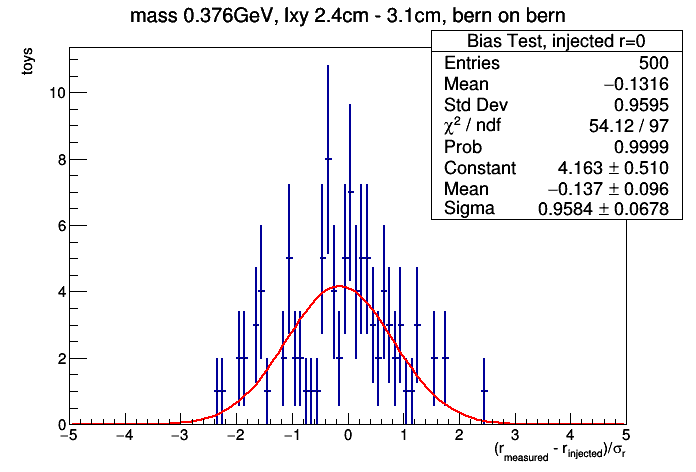 mass 0.376GeV, lxy 2.4cm - 3.1cm, bern on bern
toys
Bias Test, injected r=0
Entries 500
Mean −0.1316
Std Dev 0.9595
χ² / ndf 54.12 / 97
Prob 0.9999
Constant 4.163 ± 0.510
Mean −0.137 ± 0.096
Sigma 0.9584 ± 0.0678
10
8
6
4
2
0
−5 −4 −3 −2 −1 0 1 2 3 4 5
(r_measured - r_injected)/σ_r